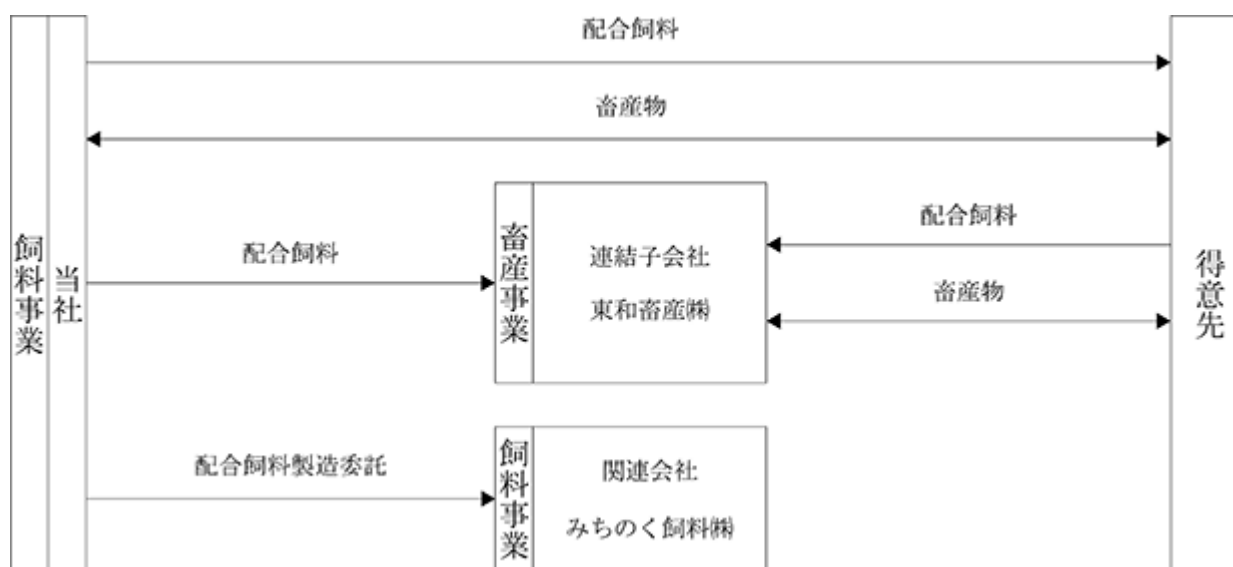 配合飼料
畜産物
飼料事業
当社
配合飼料
畜産事業
連結子会社
東和畜産㈱
配合飼料
畜産物
得意先
配合飼料製造委託
飼料事業
関連会社
みちのく飼料㈱